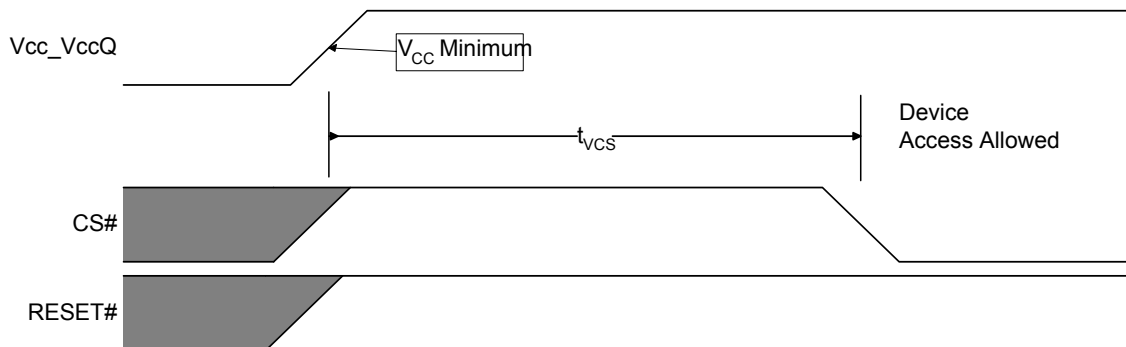 Vcc_VccQ
VCC Minimum
tVCS
Device
Access Allowed
CS#
RESET#